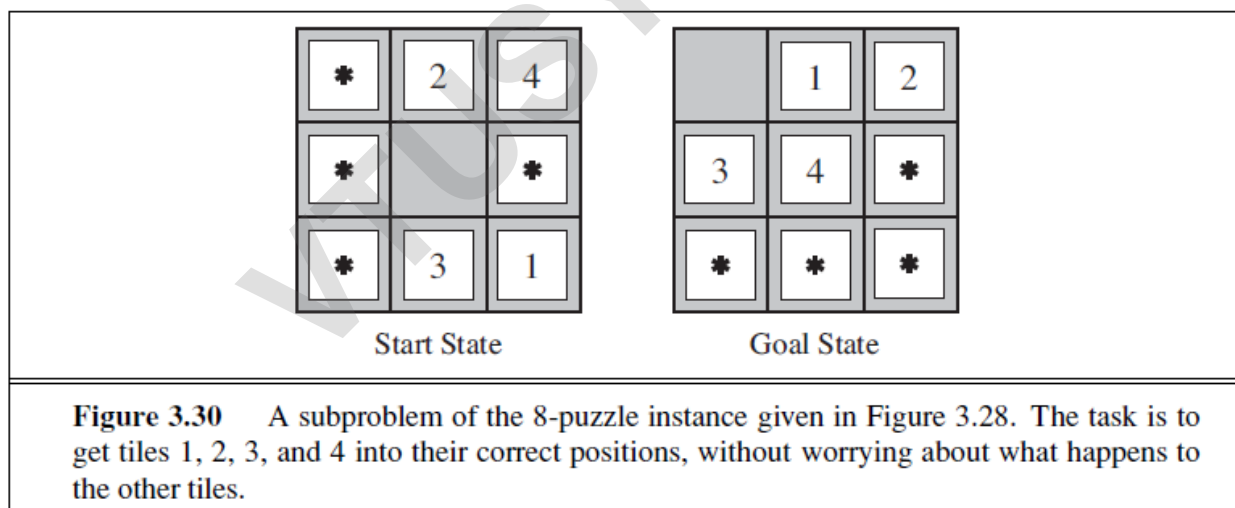 VTUS
* 2 4
1 2
* *
3 4 *
* 3 1
* * *
Start State
Goal State
Figure 3.30 A subproblem of the 8-puzzle instance given in Figure 3.28. The task is to
get tiles 1, 2, 3, and 4 into their correct positions, without worrying about what happens to
the other tiles.